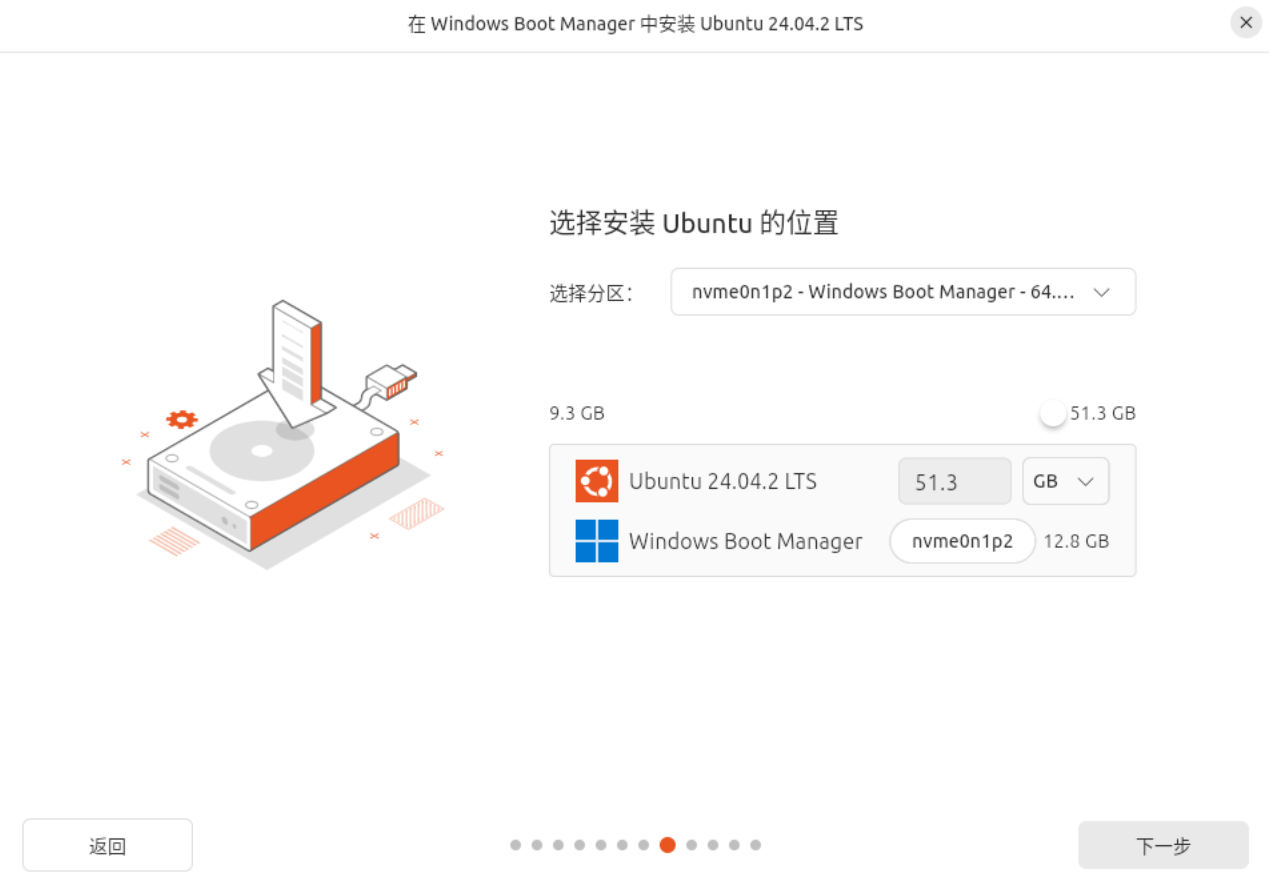 在 Windows Boot Manager 中安装 Ubuntu 24.04.2 LTS
选择安装 Ubuntu 的位置
选择分区：
nvme0n1p2 - Windows Boot Manager - 64....
9.3 GB
51.3 GB
Ubuntu 24.04.2 LTS
51.3
GB
Windows Boot Manager
nvme0n1p2
12.8 GB
返回
下一步